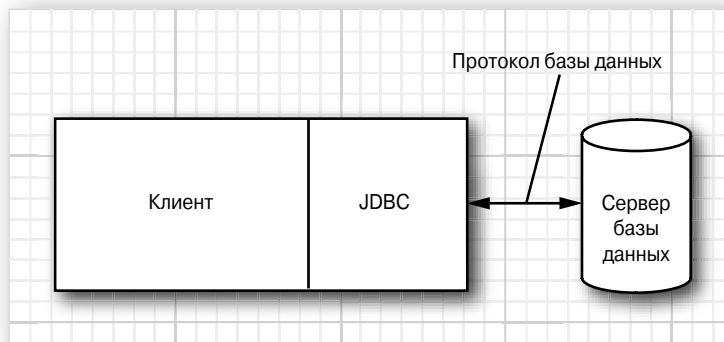 Протокол базы данных
Клиент
JDBC
Сервер
базы
данных